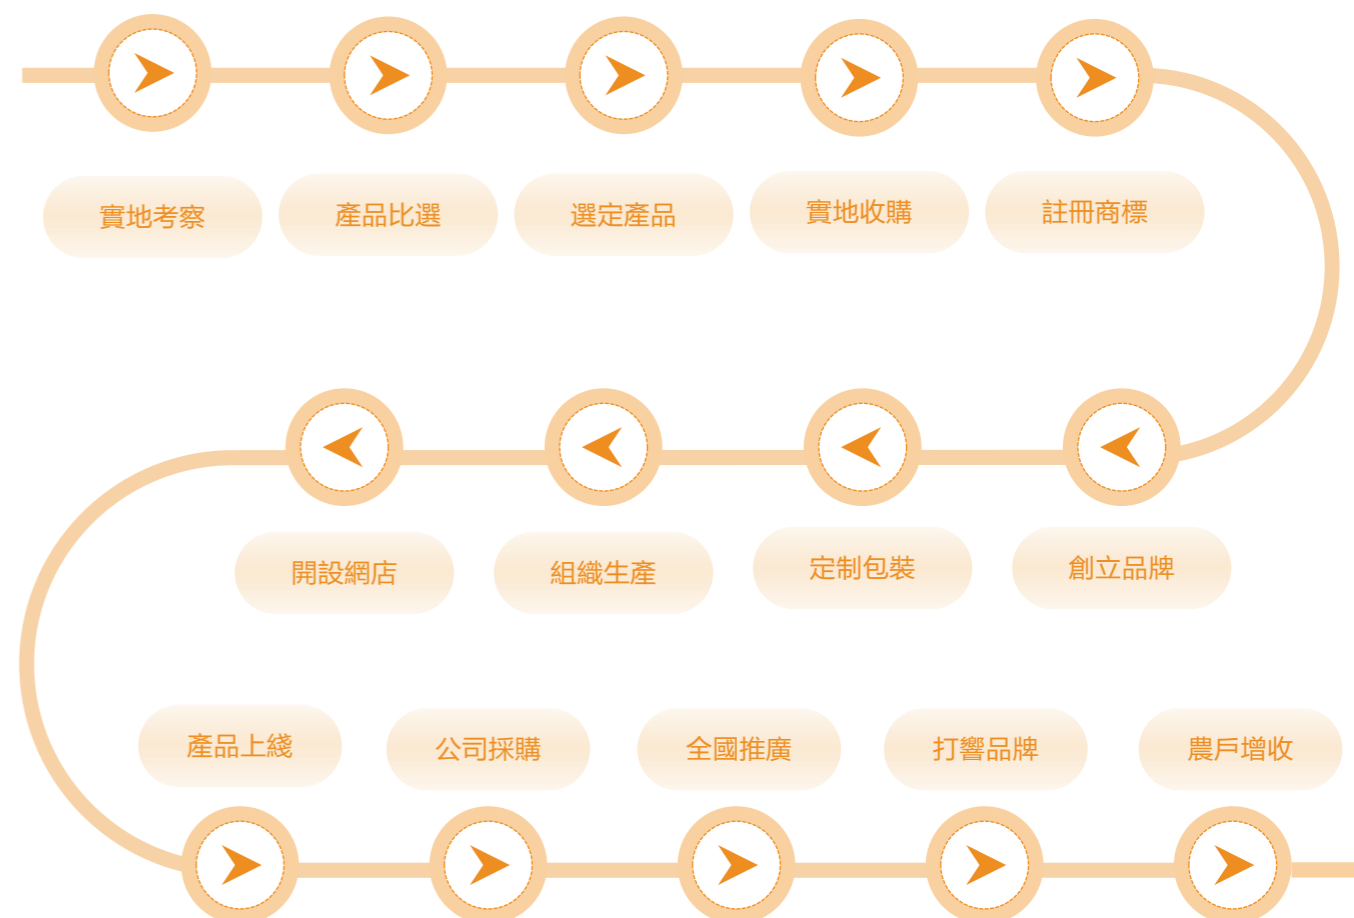 實地考察
產品比選
選定產品
實地收購
註冊商標
創立品牌
定制包裝
組織生產
開設網店
產品上綫
公司採購
全國推廣
打響品牌
農戶增收